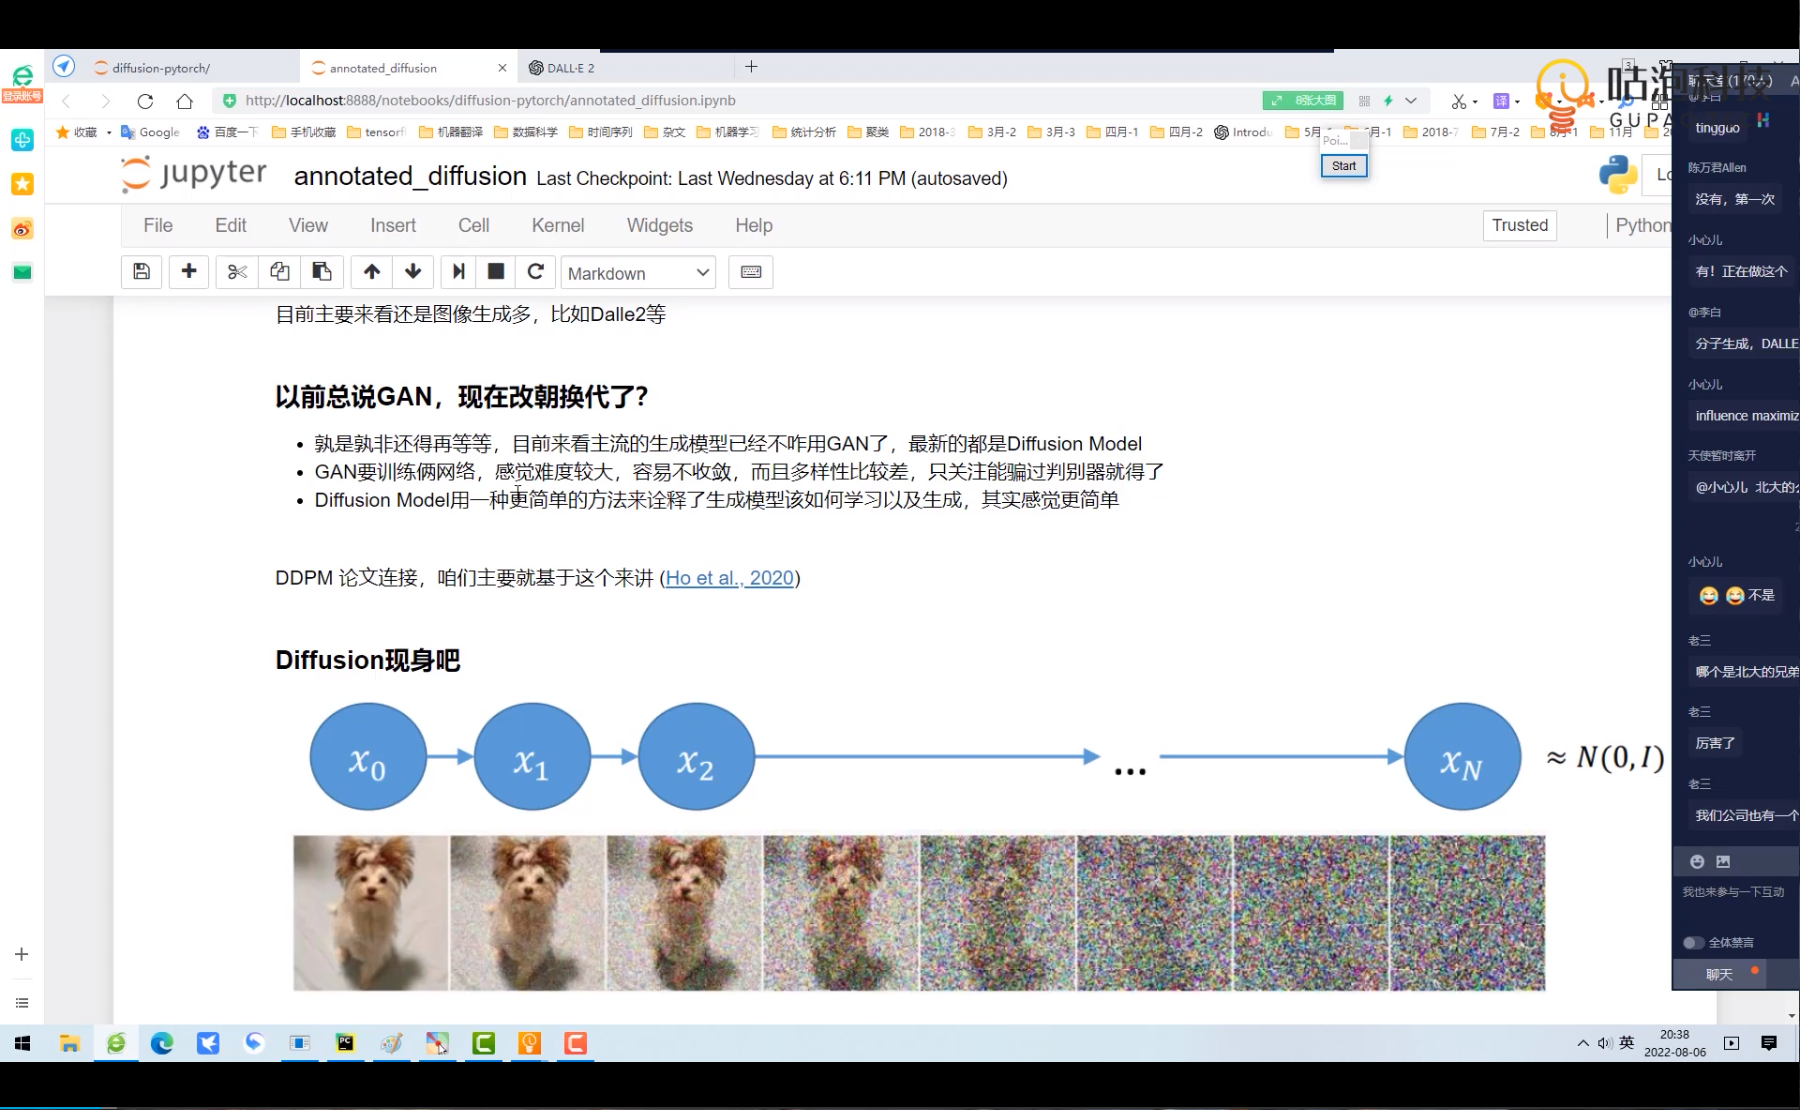 diffusion-pytorch/
annotated_diffusion
DALL·E 2
登录账号
http://localhost:8888/notebooks/diffusion-pytorch/annotated_diffusion.ipynb
8张大图
译
咕泡科技
收藏
Google
百度一下
手机收藏
机器翻译
数据科学
时间序列
杂文
机器学习
统计分析
聚类
2018-3
3月-2
3月-3
四月-1
四月-2
Introdu
5月
2018-7
7月-2
11月
Poi...
Start
jupyter
annotated_diffusion Last Checkpoint: Last Wednesday at 6:11 PM (autosaved)
File
Edit
View
Insert
Cell
Kernel
Widgets
Help
Trusted
Python
Markdown
目前主要来看还是图像生成多，比如Dalle2等
以前总说GAN，现在改朝换代了？
孰是孰非还得再等等，目前来看主流的生成模型已经不咋用GAN了，最新的都是Diffusion Model
GAN要训练俩网络，感觉难度较大，容易不收敛，而且多样性比较差，只关注能骗过判别器就得了
Diffusion Model用一种更简单的方法来诠释了生成模型该如何学习以及生成，其实感觉更简单
DDPM 论文连接，咱们主要就基于这个来讲 (Ho et al., 2020)
Diffusion现身吧
x0
x1
x2
...
xN
≈ N(0, I)
tingguo
陈万君Allen
没有，第一次
小心儿
有！正在做这个
@李白
分子生成，DALLE
小心儿
influence maximiz
天使暂时离开
@小心儿 北大的
小心儿
😂 😂 不是
老三
哪个是北大的兄弟
老三
厉害了
老三
我们公司也有一个
我也来参与一下互动
全体禁言
聊天
英
20:38
2022-08-06